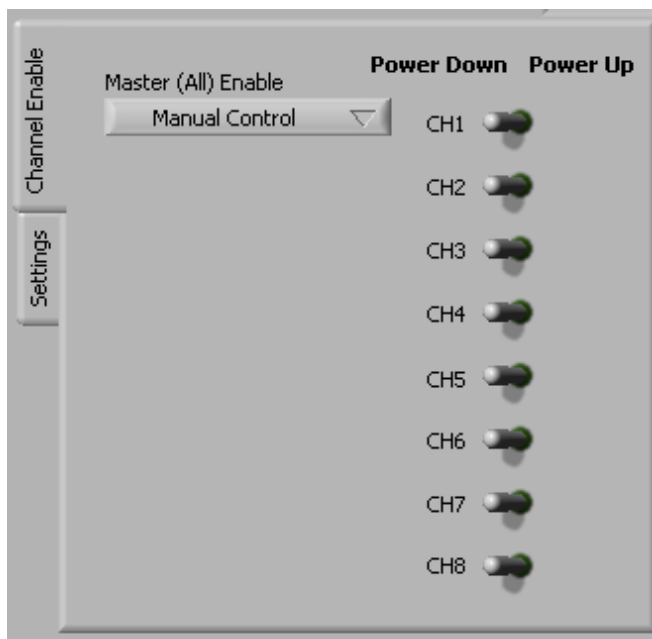 Channel Enable
Settings
Master (All) Enable
Manual Control
Power Down Power Up
CH1
CH2
CH3
CH4
CH5
CH6
CH7
CH8